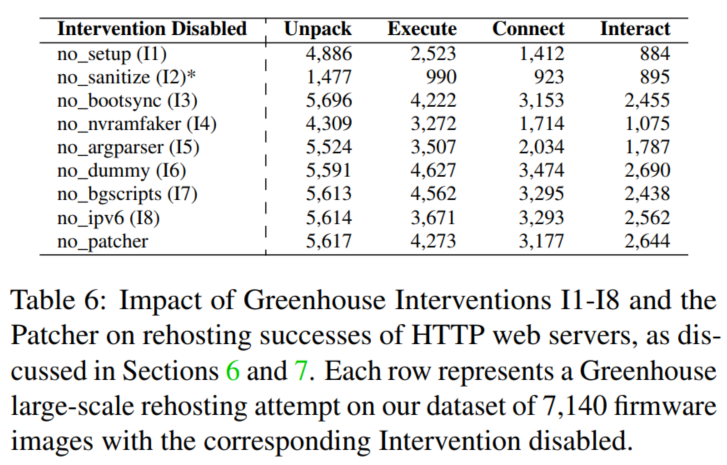 Intervention Disabled Unpack Execute Connect Interact
no_setup (I1) 4,886 2,523 1,412 884
no_sanitize (I2)* 1,477 990 923 895
no_bootsync (I3) 5,696 4,222 3,153 2,455
no_nvramfaker (I4) 4,309 3,272 1,714 1,075
no_argparser (I5) 5,524 3,507 2,034 1,787
no_dummy (I6) 5,591 4,627 3,474 2,690
no_bgscripts (I7) 5,613 4,562 3,295 2,438
no_ipv6 (I8) 5,614 3,671 3,293 2,562
no_patcher 5,617 4,273 3,177 2,644
Table 6: Impact of Greenhouse Interventions I1-I8 and the
Patcher on rehosting successes of HTTP web servers, as dis-
cussed in Sections 6 and 7. Each row represents a Greenhouse
large-scale rehosting attempt on our dataset of 7,140 firmware
images with the corresponding Intervention disabled.